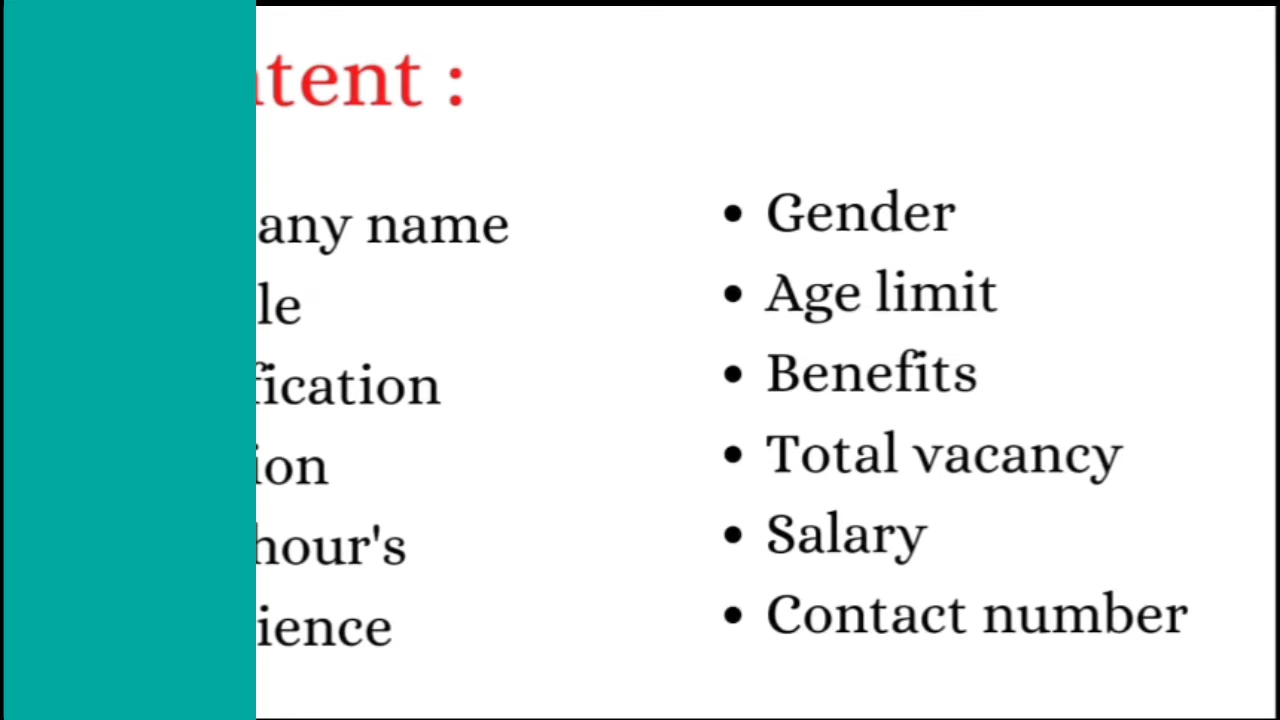 tent :
any name
le
fication
ion
hour's
ience
• Gender
• Age limit
• Benefits
• Total vacancy
• Salary
• Contact number